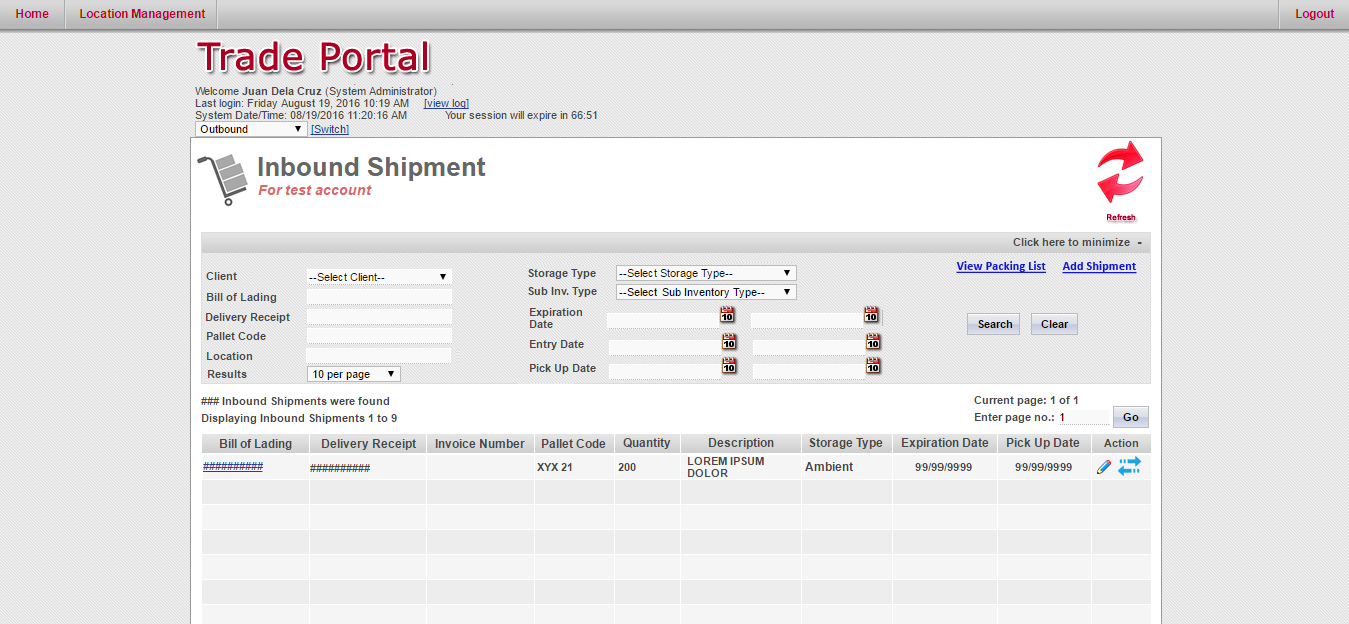 Home Location Management Logout
Trade Portal
Welcome Juan Dela Cruz (System Administrator)
Last login: Friday August 19, 2016 10:19 AM [view log]
System Date/Time: 08/19/2016 11:20:16 AM Your session will expire in 66:51
Outbound [Switch]
Inbound Shipment
For test account
Refresh
Click here to minimize -
View Packing List Add Shipment
Client --Select Client--
Bill of Lading
Delivery Receipt
Pallet Code
Location
Results 10 per page
Storage Type --Select Storage Type--
Sub Inv. Type --Select Sub Inventory Type--
Expiration
Date 10 10
Entry Date 10 10
Pick Up Date 10 10
Search Clear
### Inbound Shipments were found
Displaying Inbound Shipments 1 to 9
Current page: 1 of 1
Enter page no.: 1 Go
Bill of Lading Delivery Receipt Invoice Number Pallet Code Quantity Description Storage Type Expiration Date Pick Up Date Action
########## ########## XYX 21 200 LOREM IPSUM DOLOR Ambient 99/99/9999 99/99/9999